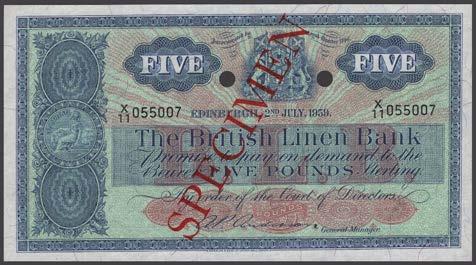 FIVE FIVE
X/11 055007 X/11 055007
EDINBURGH, 2ND JULY, 1959.
The British Linen Bank
Promise to pay on demand to the
Bearer FIVE POUNDS Sterling
By order of the Court of Directors
General Manager
SPECIMEN